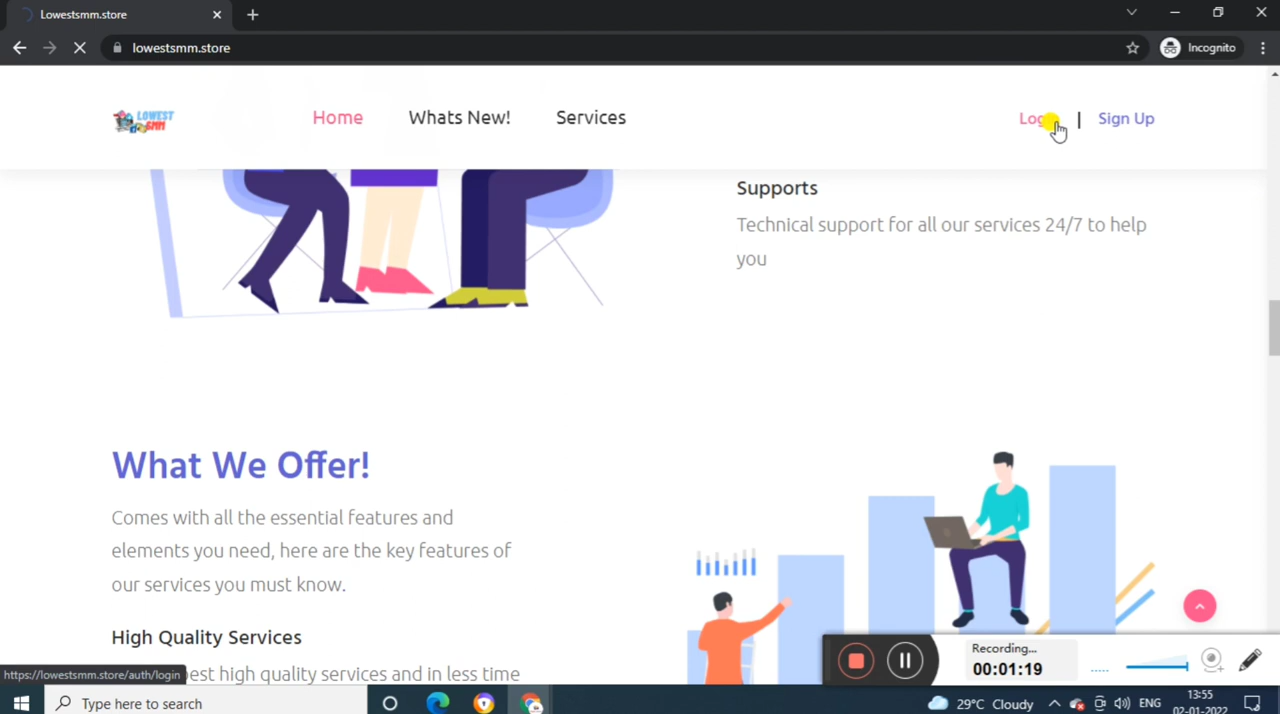 Lowestsmm.store
lowestsmm.store
Incognito
LOWEST
SMM
Home
Whats New!
Services
Log
|
Sign Up
Supports
Technical support for all our services 24/7 to help
you
What We Offer!
Comes with all the essential features and
elements you need, here are the key features of
our services you must know.
High Quality Services
est high quality services and in less time
https://lowestsmm.store/auth/login
Recording...
00:01:19
Type here to search
29°C Cloudy
ENG
13:55
02-01-2022